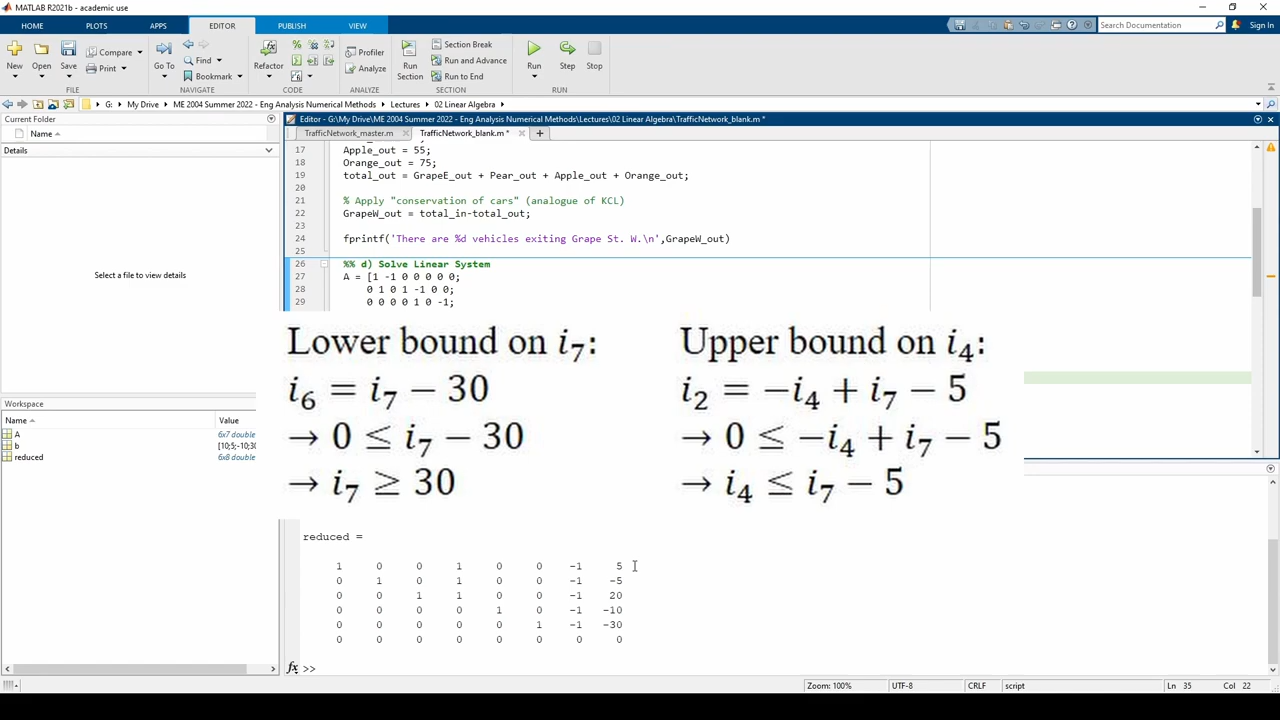 MATLAB R2021b - academic use
HOME PLOTS APPS EDITOR PUBLISH VIEW Search Documentation Sign In
New Open Save Compare Print Go To Find Bookmark Refactor Profiler Analyze Run Section Section Break Run and Advance Run to End Run Step Stop
FILE NAVIGATE CODE ANALYZE SECTION RUN
G: My Drive ME 2004 Summer 2022 - Eng Analysis Numerical Methods Lectures 02 Linear Algebra
Current Folder
Name
Details
Select a file to view details
Workspace
Name Value
A 6x7 double
b [10;5;-10;30
reduced 6x8 double
Editor - G:\My Drive\ME 2004 Summer 2022 - Eng Analysis Numerical Methods\Lectures\02 Linear Algebra\TrafficNetwork_blank.m *
TrafficNetwork_master.m TrafficNetwork_blank.m * +
17 Apple_out = 55;
18 Orange_out = 75;
19 total_out = GrapeE_out + Pear_out + Apple_out + Orange_out;
20
21 % Apply "conservation of cars" (analogue of KCL)
22 GrapeW_out = total_in-total_out;
23
24 fprintf('There are %d vehicles exiting Grape St. W.\n',GrapeW_out)
25
26 %% d) Solve Linear System
27 A = [1 -1 0 0 0 0 0;
28 0 1 0 1 -1 0 0;
29 0 0 0 0 1 0 -1;
Lower bound on i₇:
i₆ = i₇ − 30
→ 0 ≤ i₇ − 30
→ i₇ ≥ 30
Upper bound on i₄:
i₂ = −i₄ + i₇ − 5
→ 0 ≤ −i₄ + i₇ − 5
→ i₄ ≤ i₇ − 5
reduced =
1 0 0 1 0 0 -1 5
0 1 0 1 0 0 -1 -5
0 0 1 1 0 0 -1 20
0 0 0 0 1 0 -1 -10
0 0 0 0 0 1 -1 -30
0 0 0 0 0 0 0 0
fx >>
Zoom: 100% UTF-8 CRLF script Ln 35 Col 22